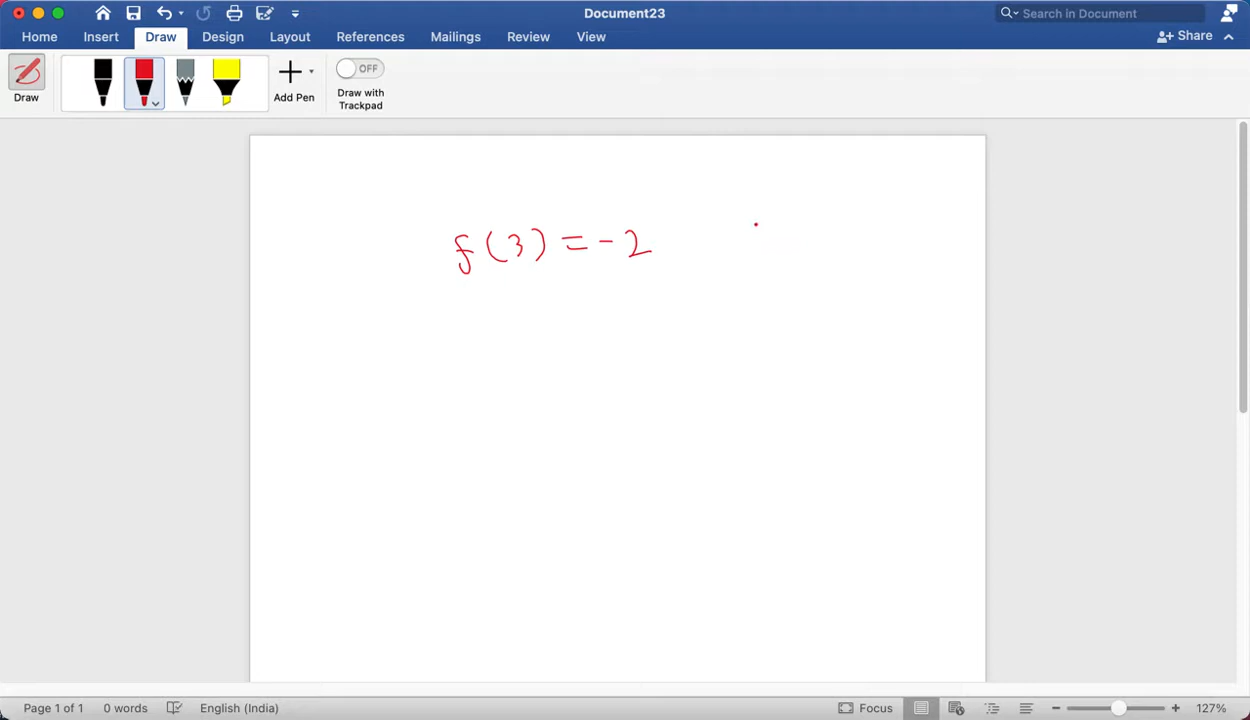 Document23
Search in Document
Home Insert Draw Design Layout References Mailings Review View Share
Draw
Add Pen
OFF
Draw with
Trackpad
f(3) = -2
Page 1 of 1 0 words English (India) Focus 127%